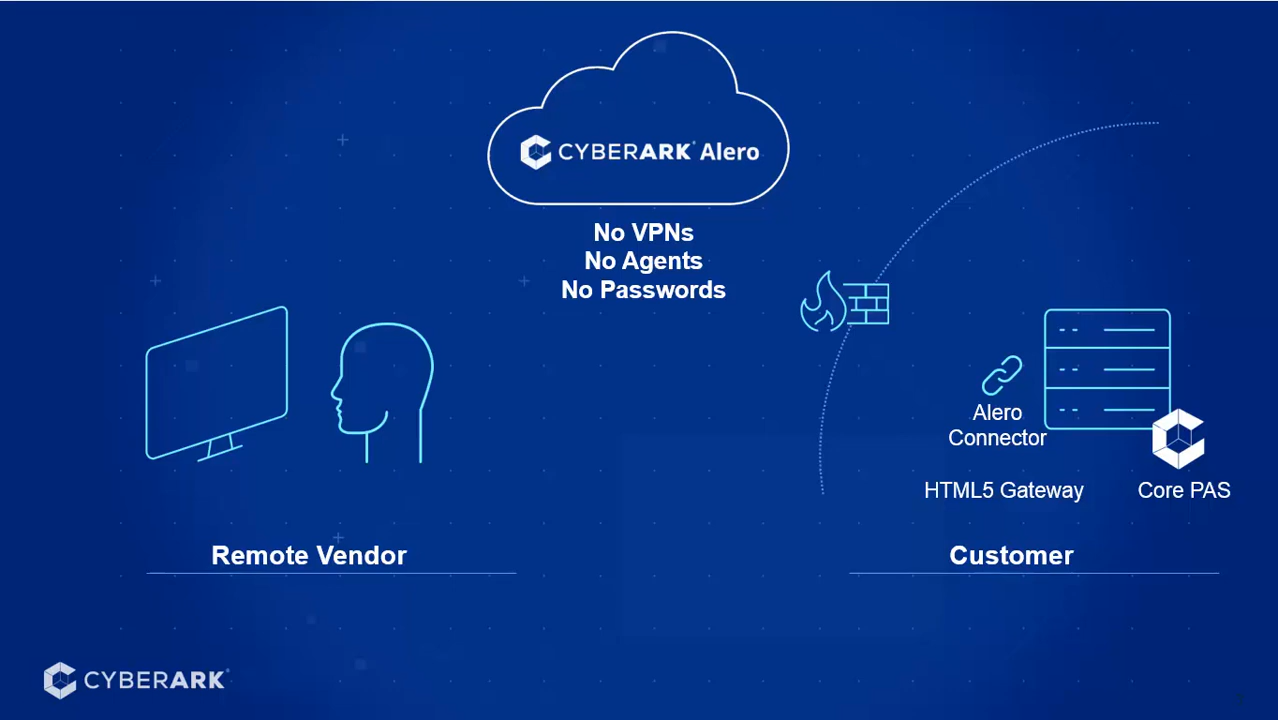 CYBERARK Alero
No VPNs
No Agents
No Passwords
Alero
Connector
HTML5 Gateway
Core PAS
Remote Vendor
Customer
CYBERARK